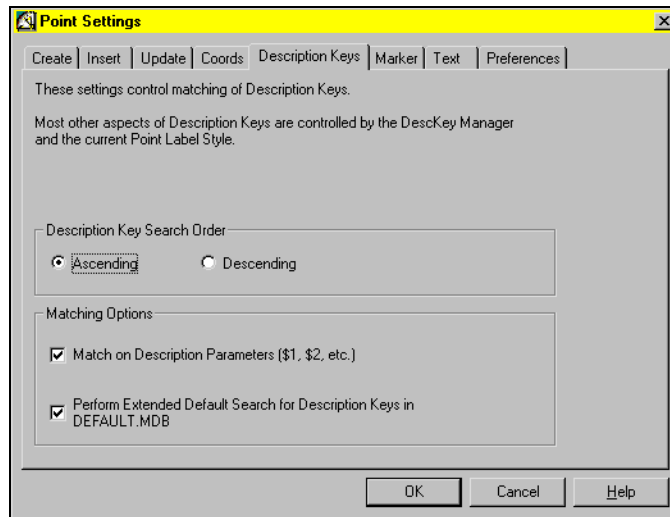 Point Settings
Create Insert Update Coords Description Keys Marker Text Preferences
These settings control matching of Description Keys.
Most other aspects of Description Keys are controlled by the DescKey Manager
and the current Point Label Style.
Description Key Search Order
Ascending Descending
Matching Options
Match on Description Parameters ($1, $2, etc.)
Perform Extended Default Search for Description Keys in
DEFAULT.MDB
OK Cancel Help